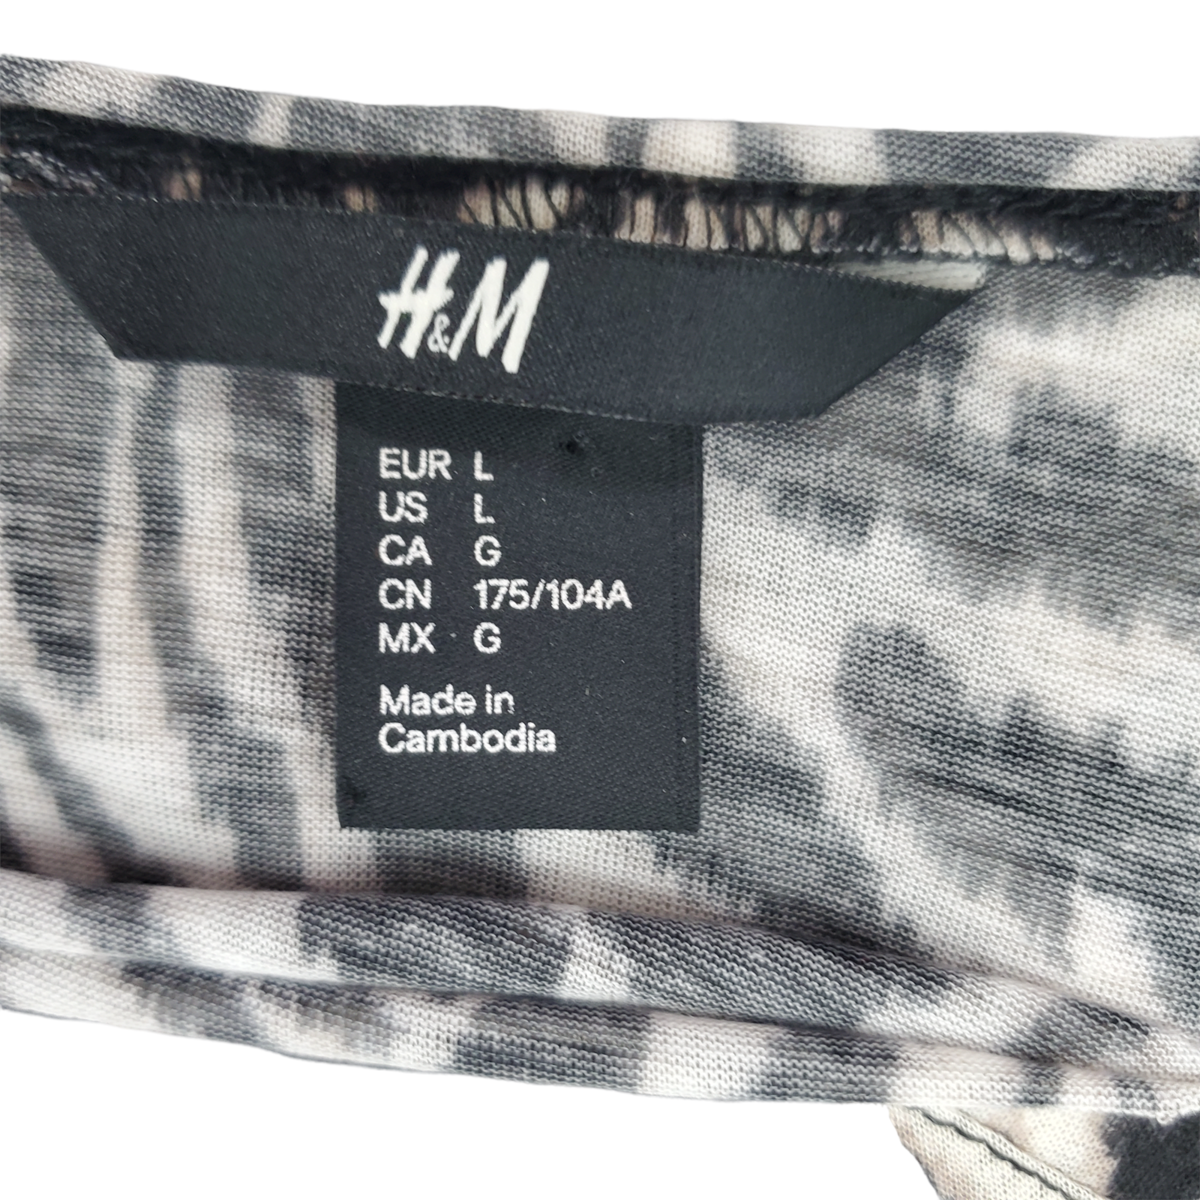 H&M
EUR L
US L
CA G
CN 175/104A
MX G
Made in
Cambodia